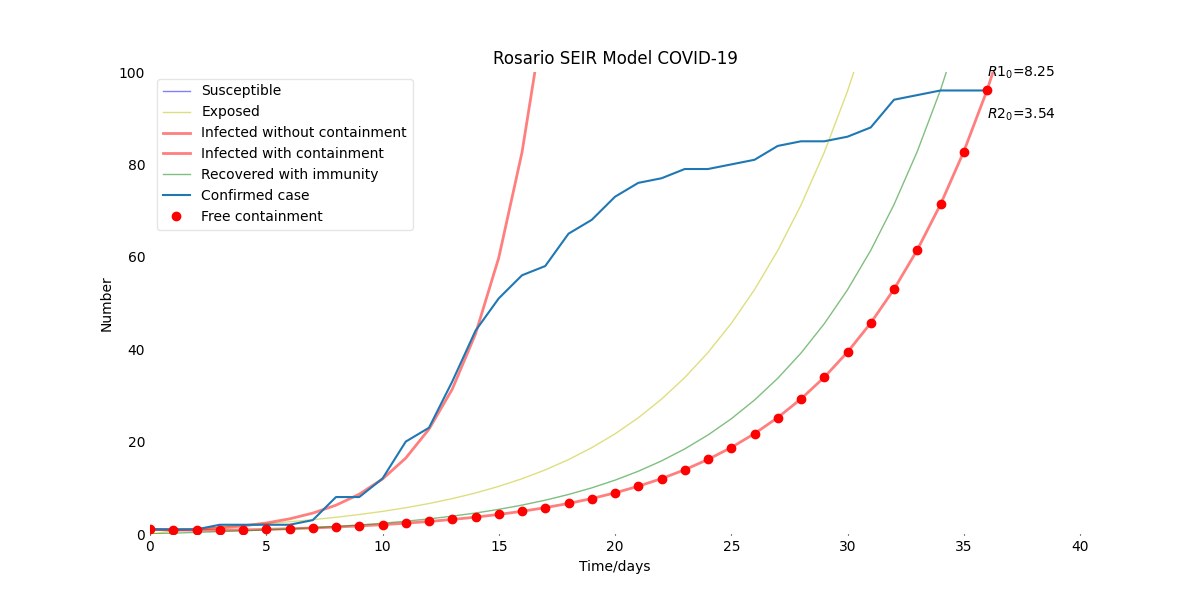 Rosario SEIR Model COVID-19
Number
100
80
60
40
20
0
Susceptible
Exposed
Infected without containment
Infected with containment
Recovered with immunity
Confirmed case
Free containment
R1₀=8.25
R2₀=3.54
0 5 10 15 20 25 30 35 40
Time/days